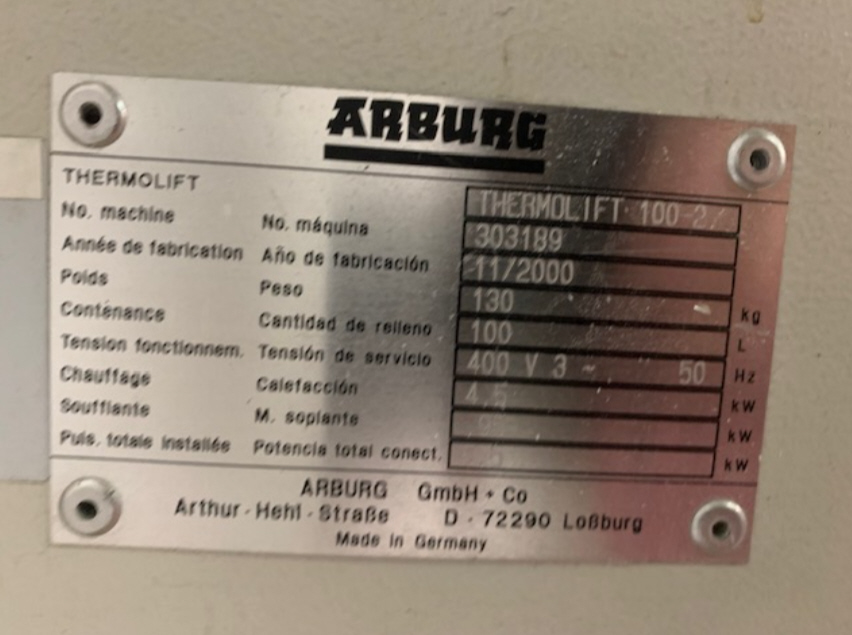 ARBURG
THERMOLIFT THERMOLIFT 100-2/
No. machine No. máquina 303189
Année de fabrication Año de fabricación 11/2000
Poids Peso 130 kg
Contenance Cantidad de relleno 100 L
Tension fonctionnem. Tensión de servicio 400 V 3 ~ 50 Hz
Chauffage Calefacción 4.5 kW
Soufflante M. soplante kW
Puis. totale installée Potencia total conect. kW
ARBURG GmbH + Co
Arthur - Hehl - Straße D - 72290 Loßburg
Made in Germany